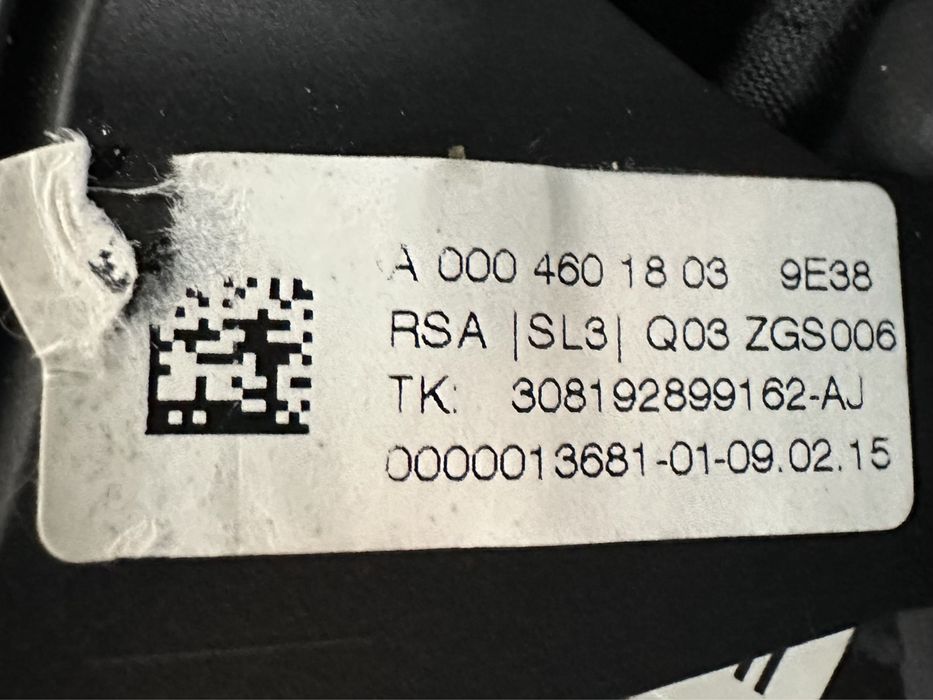 A 000 460 18 03 9E38
RSA |SL3| Q03 ZGS006
TK: 308192899162-AJ
0000013681-01-09.02.15